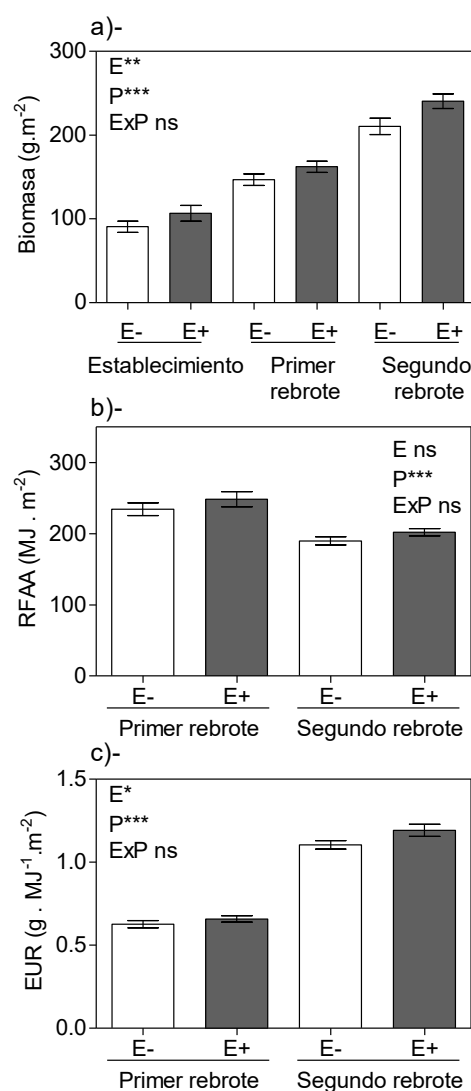 a)-
Biomasa (g.m-2)
300
200
100
0
E**
P***
ExP ns
E- E+ E- E+ E- E+
Establecimiento Primer rebrote Segundo rebrote
b)-
RFAA (MJ . m-2)
300
200
100
0
E ns
P***
ExP ns
E- E+ E- E+
Primer rebrote Segundo rebrote
c)-
EUR (g . MJ-1.m-2)
1.5
1.0
0.5
0.0
E*
P***
ExP ns
E- E+ E- E+
Primer rebrote Segundo rebrote